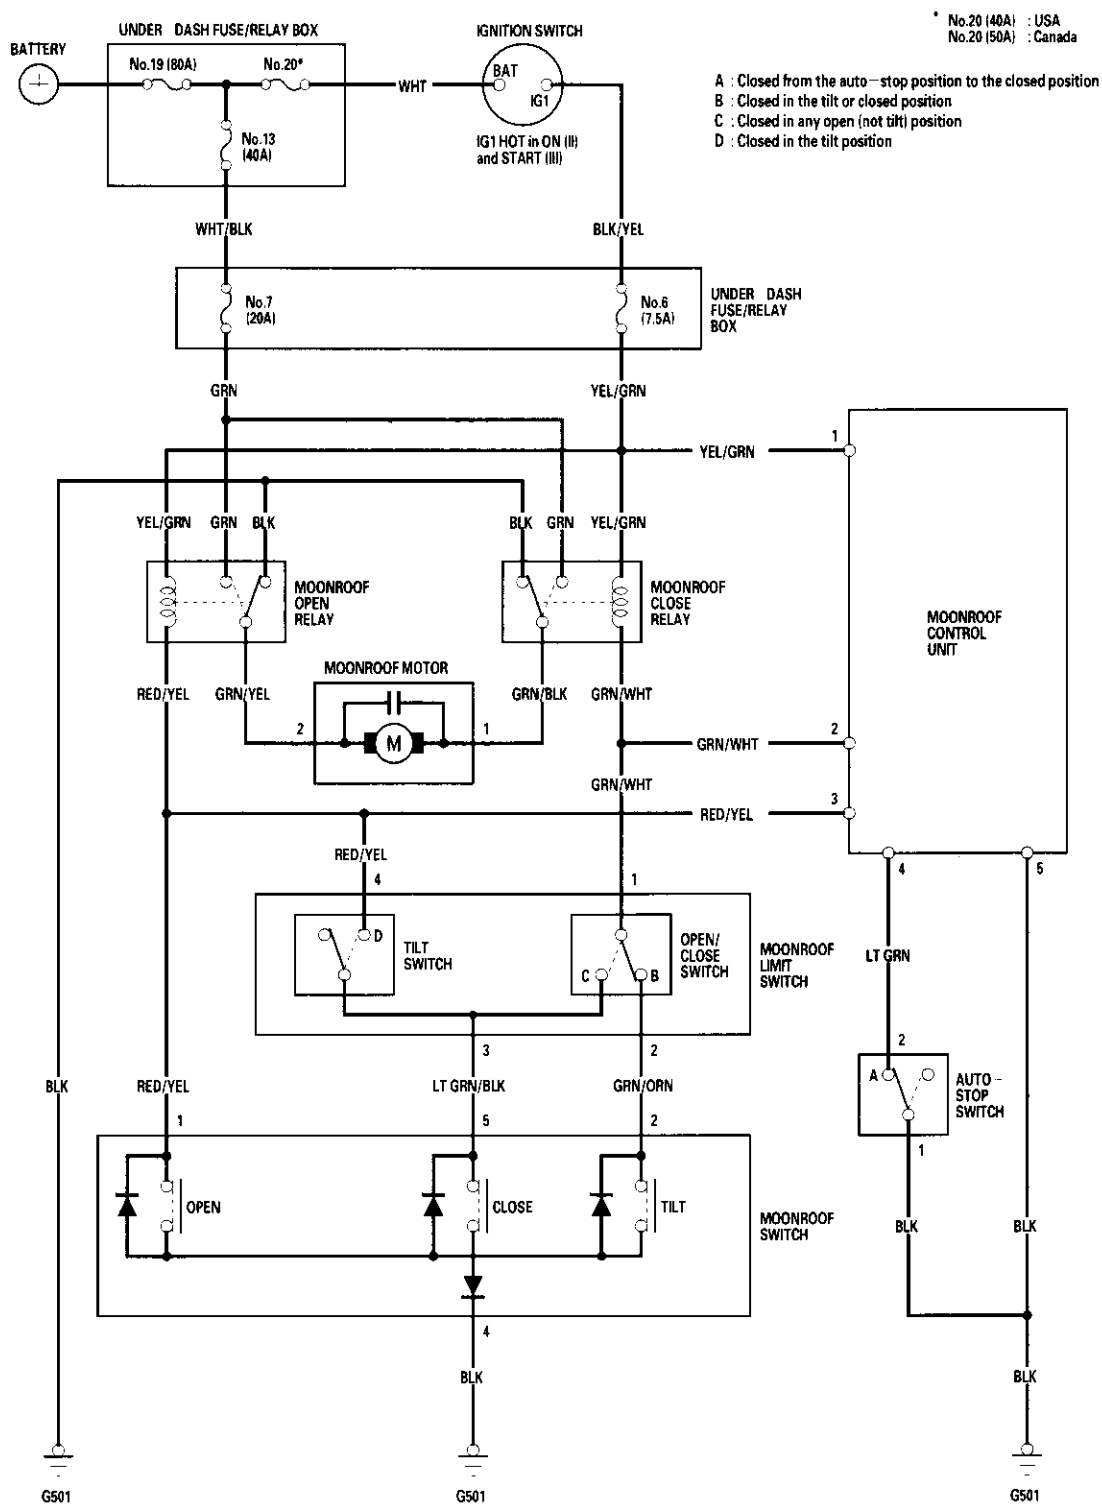 * No.20 (40A) : USA
No.20 (50A) : Canada
UNDER DASH FUSE/RELAY BOX
IGNITION SWITCH
BATTERY
No.19 (80A)
No.20*
WHT
BAT
IG1
A : Closed from the auto-stop position to the closed position
B : Closed in the tilt or closed position
C : Closed in any open (not tilt) position
D : Closed in the tilt position
No.13
(40A)
IG1 HOT in ON (II)
and START (III)
WHT/BLK
BLK/YEL
No.7
(20A)
No.6
(7.5A)
UNDER DASH
FUSE/RELAY
BOX
GRN
YEL/GRN
1
YEL/GRN
YEL/GRN
GRN
BLK
BLK
GRN
YEL/GRN
MOONROOF
OPEN
RELAY
MOONROOF
CLOSE
RELAY
MOONROOF
CONTROL
UNIT
MOONROOF MOTOR
RED/YEL
GRN/YEL
GRN/BLK
GRN/WHT
2
M
1
GRN/WHT
2
GRN/WHT
3
RED/YEL
RED/YEL
4
1
4
5
D
TILT
SWITCH
OPEN/
CLOSE
SWITCH
C
B
MOONROOF
LIMIT
SWITCH
LT GRN
3
2
2
BLK
RED/YEL
LT GRN/BLK
GRN/ORN
A
AUTO-
STOP
SWITCH
1
5
2
1
OPEN
CLOSE
TILT
MOONROOF
SWITCH
BLK
BLK
4
BLK
BLK
G501
G501
G501